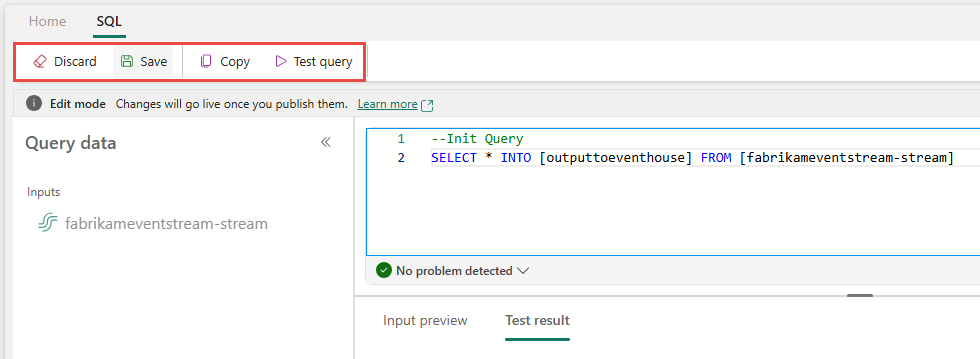 Home SQL
Discard Save Copy Test query
Edit mode Changes will go live once you publish them. Learn more
Query data
Inputs
fabrikameventstream-stream
1 --Init Query
2 SELECT * INTO [outputtoeventhouse] FROM [fabrikameventstream-stream]
No problem detected
Input preview Test result